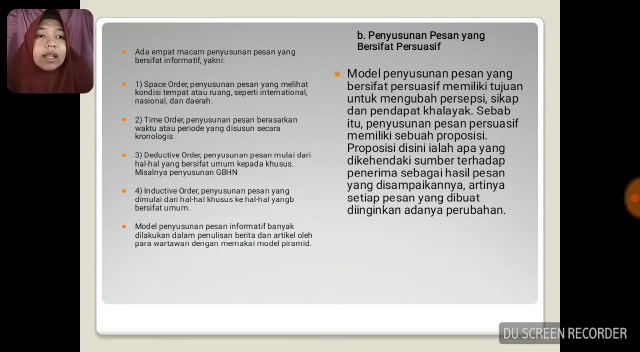 Ada empat macam penyusunan pesan yang
bersifat informatif, yakni:
1) Space Order, penyusunan pesan yang melihat
kondisi tempat atau ruang, seperti international,
nasional, dan daerah.
2) Time Order, penyusunan pesan berasarkan
waktu atau periode yang disusun secara
kronologis
3) Deductive Order, penyusunan pesan mulai dari
hal-hal yang bersifat umum kepada khusus.
Misalnya penyusunan GBHN
4) Inductive Order, penyusunan pesan yang
dimulai dari hal-hal khusus ke hal-hal yangb
bersifat umum.
Model penyusunan pesan informatif banyak
dilakukan dalam penulisan berita dan artikel oleh
para wartawan dengan memakai model piramid.
b. Penyusunan Pesan yang
Bersifat Persuasif
Model penyusunan pesan yang
bersifat persuasif memiliki tujuan
untuk mengubah persepsi, sikap
dan pendapat khalayak. Sebab
itu, penyusunan pesan persuasif
memiliki sebuah proposisi.
Proposisi disini ialah apa yang
dikehendaki sumber terhadap
penerima sebagai hasil pesan
yang disampaikannya, artinya
setiap pesan yang dibuat
diinginkan adanya perubahan.
DU SCREEN RECORDER